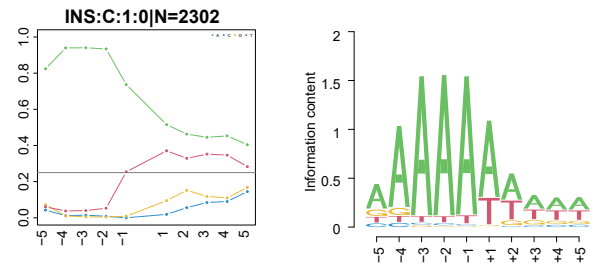 INS:C:1:0|N=2302
A C G T
1.0
0.8
0.6
0.4
0.2
0.0
−5 −4 −3 −2 −1 1 2 3 4 5
Information content
2
1.5
1
0.5
0
−5 −4 −3 −2 −1 +1 +2 +3 +4 +5